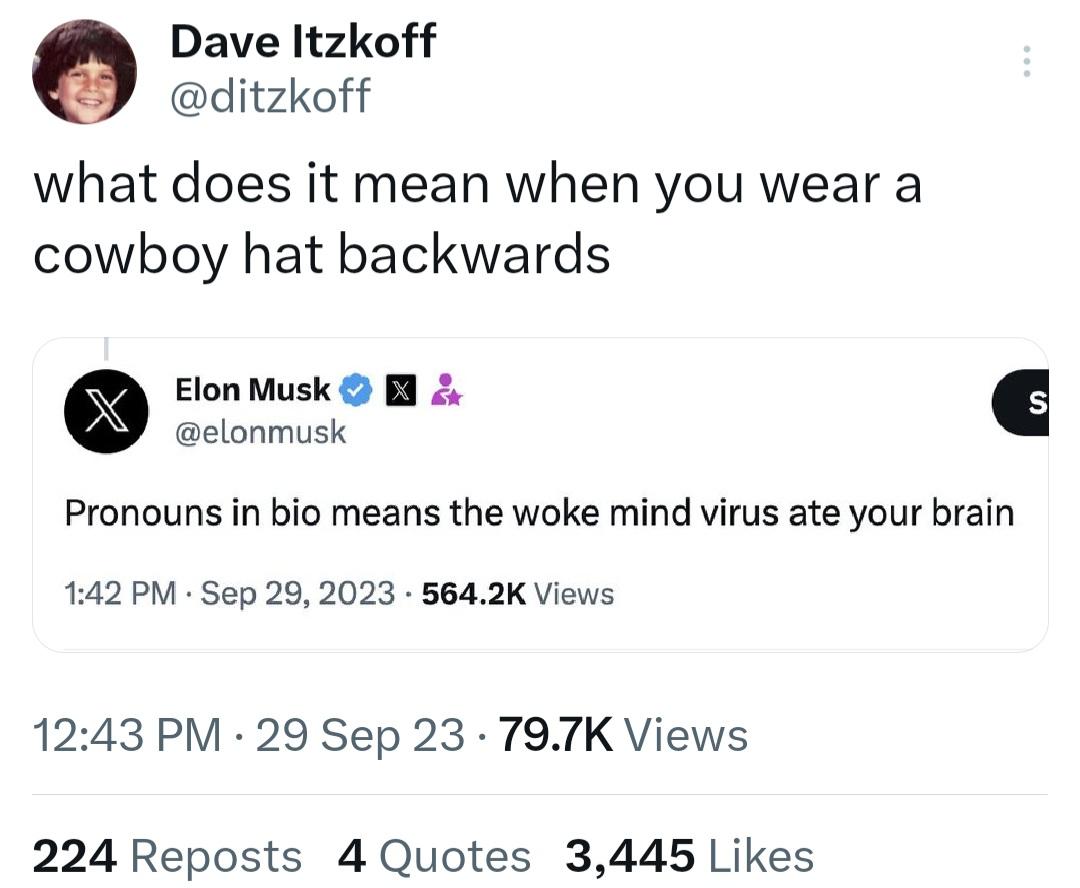 Dave Itzkoff
@ditzkoff
what does it mean when you wear a
cowboy hat backwards
Elon Musk
@elonmusk
S
Pronouns in bio means the woke mind virus ate your brain
1:42 PM · Sep 29, 2023 · 564.2K Views
12:43 PM · 29 Sep 23 · 79.7K Views
224 Reposts 4 Quotes 3,445 Likes